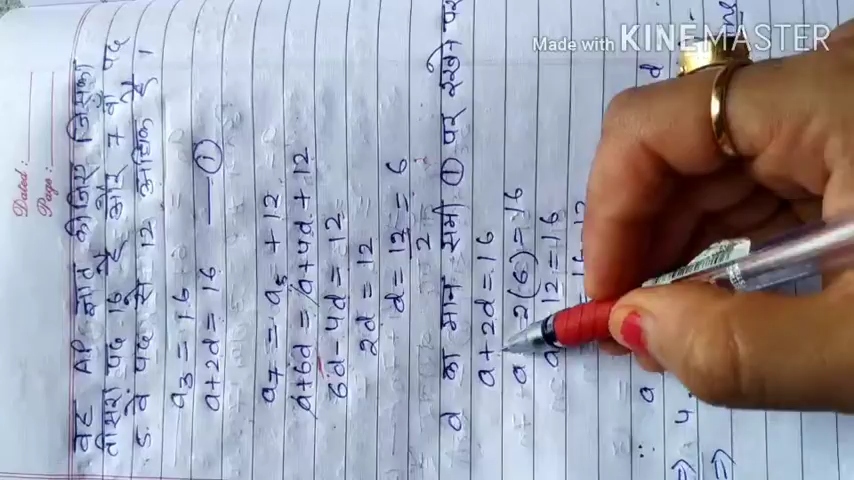 Made with KINEMASTER
Dated:
Page:
वह AP ज्ञात कीजिए जिसका
तीसरा पद 16 है और 7 वाँ पद
5 वे पद से 12 अधिक है।
a₃ = 16
a+2d = 16 — ①
a₇ = a₅ + 12
a+6d = a+4d+12
6d-4d = 12
2d = 12
d = 12/2 = 6
d का मान समी ① पर रखने पर
a+2d = 16
a 2(6) = 16
a 12 = 16